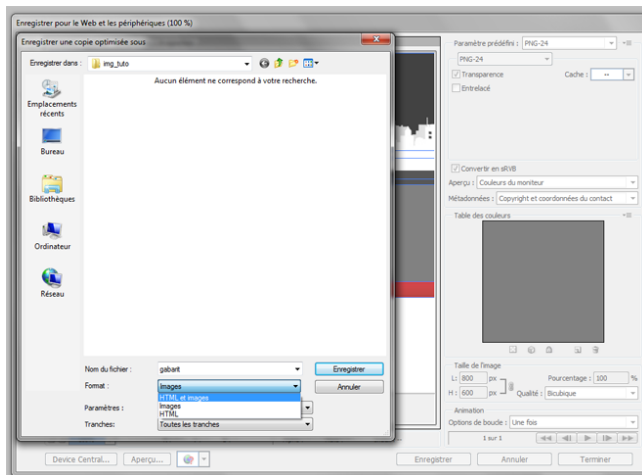 Enregistrer pour le Web et les périphériques (100 %)
Enregistrer une copie optimisée sous
Enregistrer dans :
img_tuto
Aucun élément ne correspond à votre recherche.
Emplacements
récents
Bureau
Bibliothèques
Ordinateur
Réseau
Nom du fichier :
gabarit
Enregistrer
Format :
Images
Annuler
HTML et images
Images
HTML
Paramètres :
Tranches:
Toutes les tranches
Paramètre prédéfini :
PNG-24
PNG-24
Transparence
Cache :
--
Entrelacé
Convertir en sRVB
Aperçu :
Couleurs du moniteur
Métadonnées :
Copyright et coordonnées du contact
Table des couleurs
Taille de l'image
L: 800 px
Pourcentage : 100 %
H : 600 px
Qualité : Bicubique
Animation
Options de boucle : Une fois
1 sur 1
Device Central...
Aperçu...
Enregistrer
Annuler
Terminer